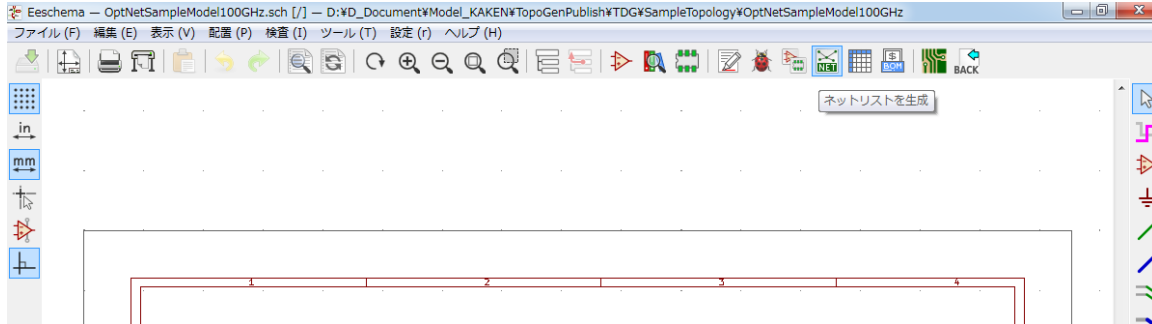 Eeschema — OptNetSampleModel100GHz.sch [/] — D:¥D_Document¥Model_KAKEN¥TopoGenPublish¥TDG¥SampleTopology¥OptNetSampleModel100GHz
ファイル (F) 編集 (E) 表示 (V) 配置 (P) 検査 (I) ツール (T) 設定 (r) ヘルプ (H)
NET $ BOM BACK
ネットリストを生成
in
mm
1 2 3 4